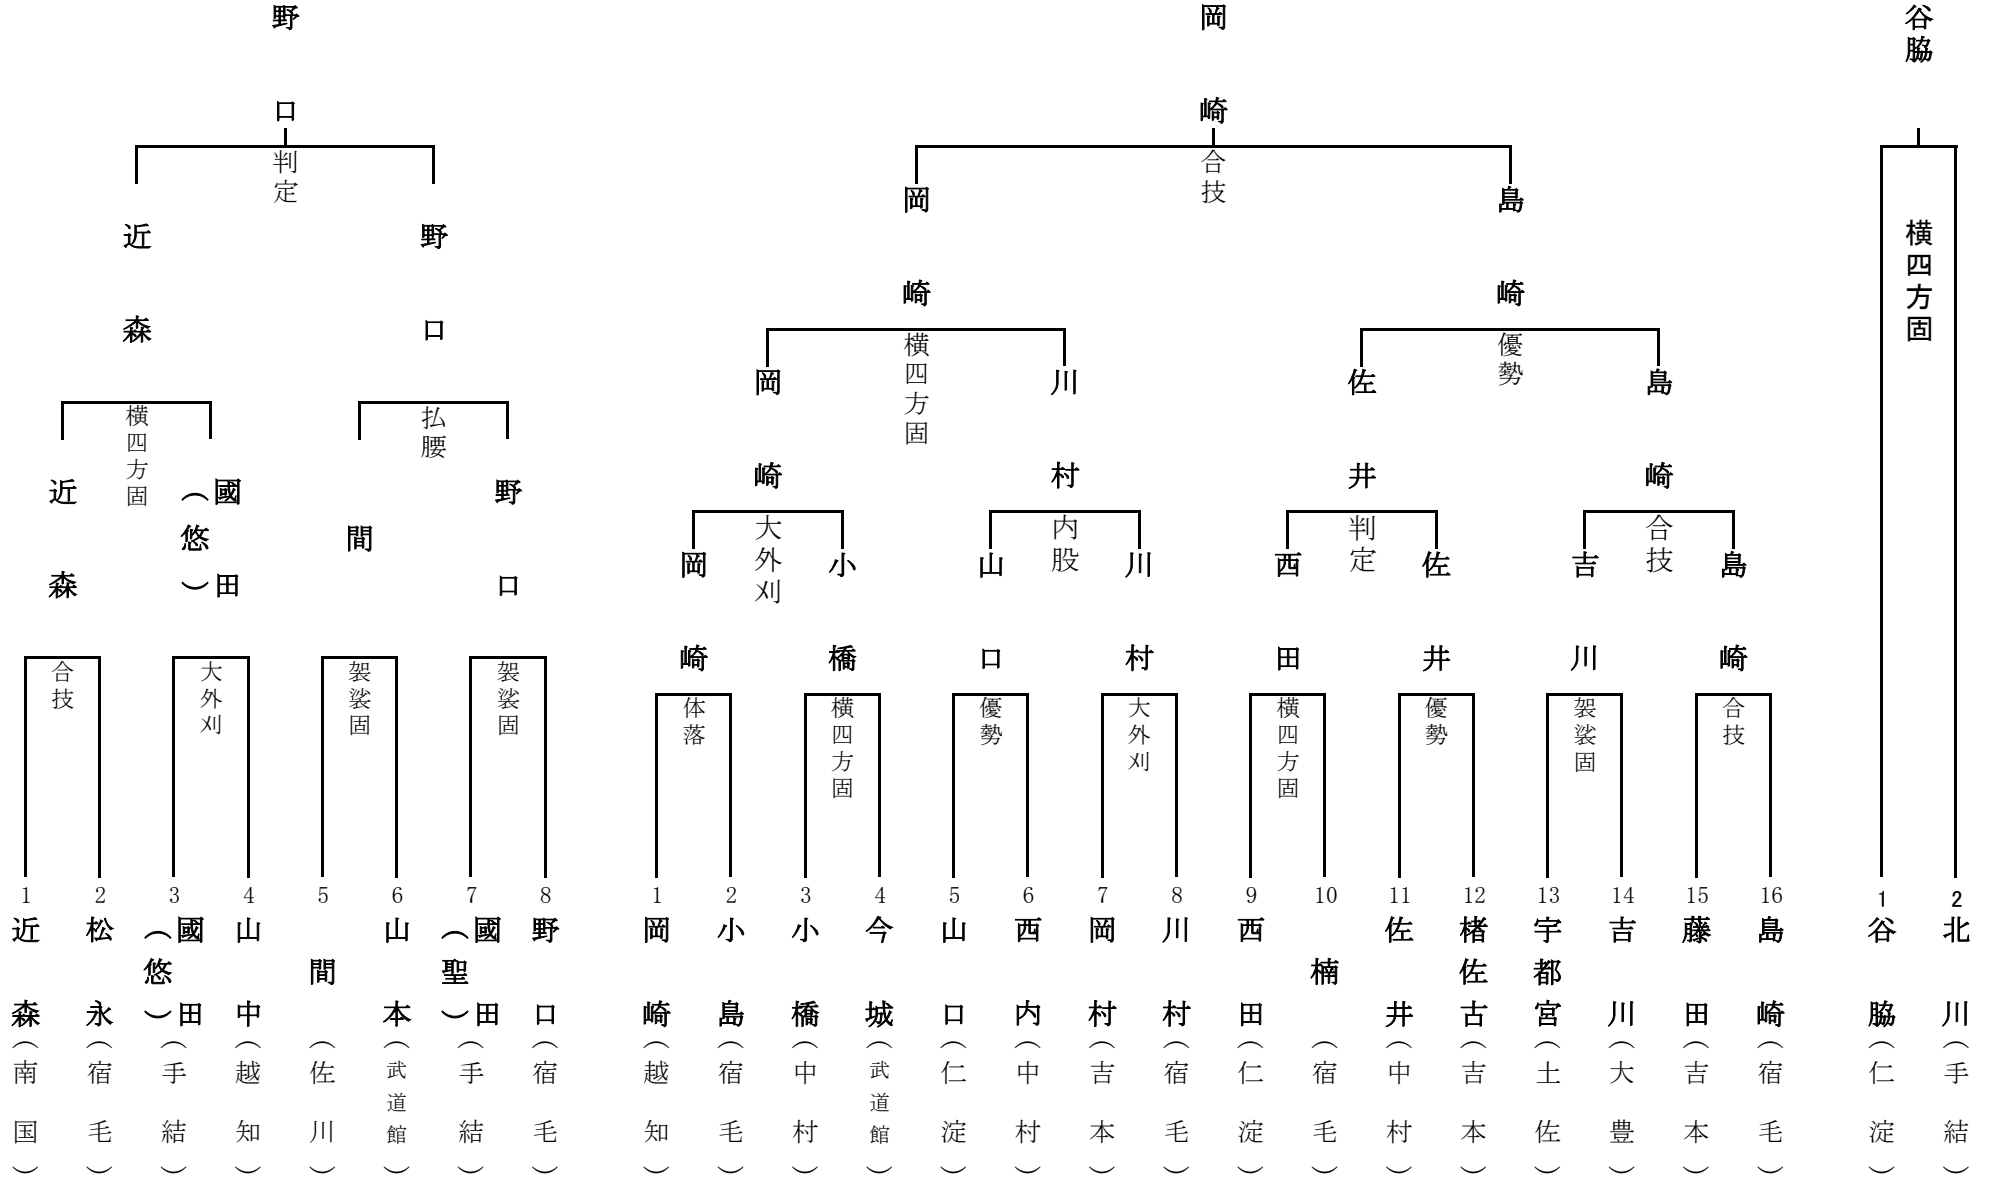 野口
判定
近森
野口
横四方固
払腰
近森
國田（悠）
間
野口
合技
大外刈
袈裟固
袈裟固
1
2
3
4
5
6
7
8
近森（南国）
松永（宿毛）
國田（悠）（手結）
山中（越知）
間（佐川）
山本（武道館）
國田（聖）（手結）
野口（宿毛）
岡崎
合技
岡崎
島崎
横四方固
優勢
岡崎
川村
佐井
島崎
大外刈
内股
判定
合技
岡崎
小橋
山口
川村
西田
佐井
吉川
島崎
体落
横四方固
優勢
大外刈
横四方固
優勢
袈裟固
合技
1
2
3
4
5
6
7
8
9
10
11
12
13
14
15
16
岡崎（越知）
小島（宿毛）
小橋（中村）
今城（武道館）
山口（仁淀）
西内（中村）
岡村（吉本）
川村（宿毛）
西田（仁淀）
楠（宿毛）
佐井（中村）
楮佐古（吉本）
宇都宮（土佐）
吉川（大豊）
藤田（吉本）
島崎（宿毛）
谷脇
横四方固
1
2
谷脇（仁淀）
北川（手結）